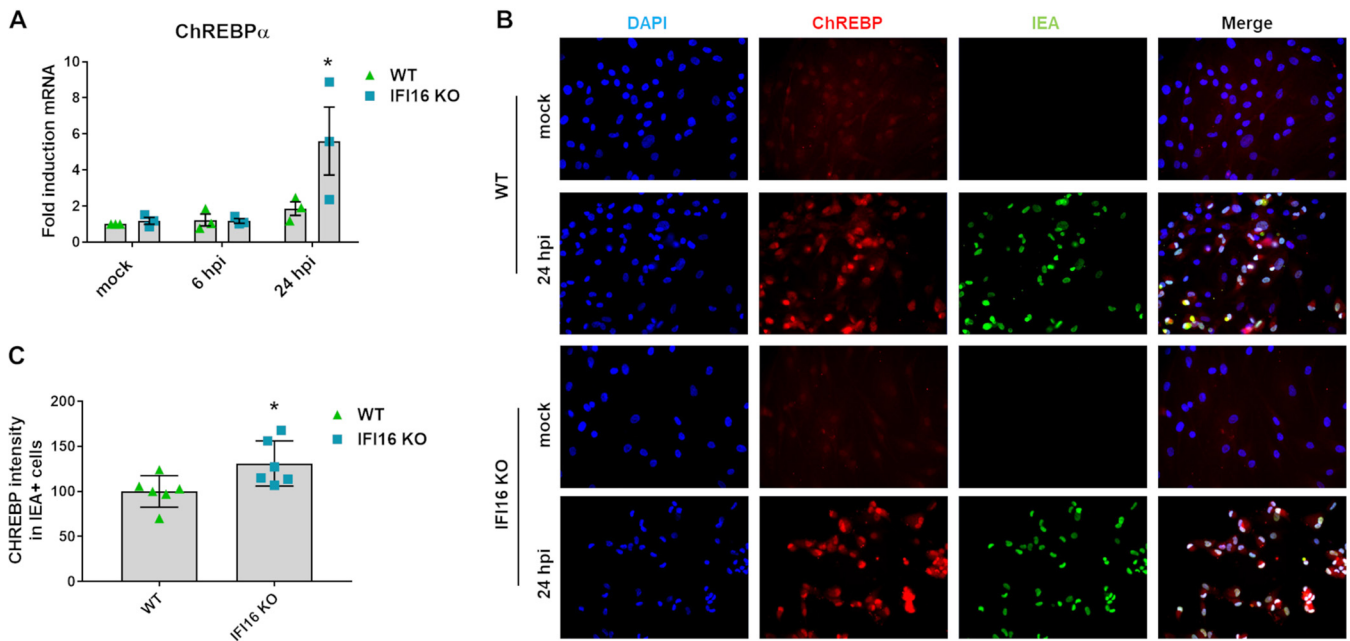 A
ChREBPα
Fold induction mRNA
10
8
6
4
2
0
*
WT
IFI16 KO
mock
6 hpi
24 hpi
B
DAPI
ChREBP
IEA
Merge
WT
mock
24 hpi
IFI16 KO
mock
24 hpi
C
CHREBP intensity
in IEA+ cells
200
150
100
50
0
*
WT
IFI16 KO
WT
IFI16 KO